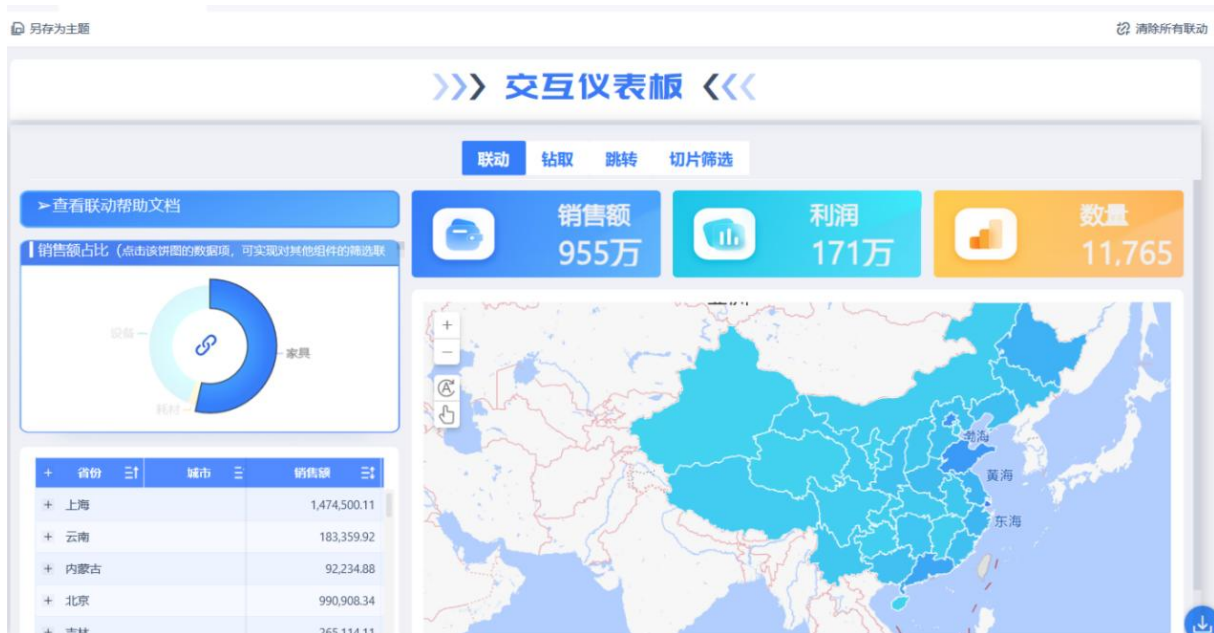 另存为主题
清除所有联动
交互仪表板
联动 钻取 跳转 切片筛选
➢查看联动帮助文档
销售额 955万
利润 171万
数量 11,765
销售额占比（点击该饼图的数据项，可实现对其他组件的筛选联
设备
家具
耗材
+ 省份 城市 销售额
+ 上海 1,474,500.11
+ 云南 183,359.92
+ 内蒙古 92,234.88
+ 北京 990,908.34
+ 吉林 265,114.11
+
−
渤海
黄海
东海